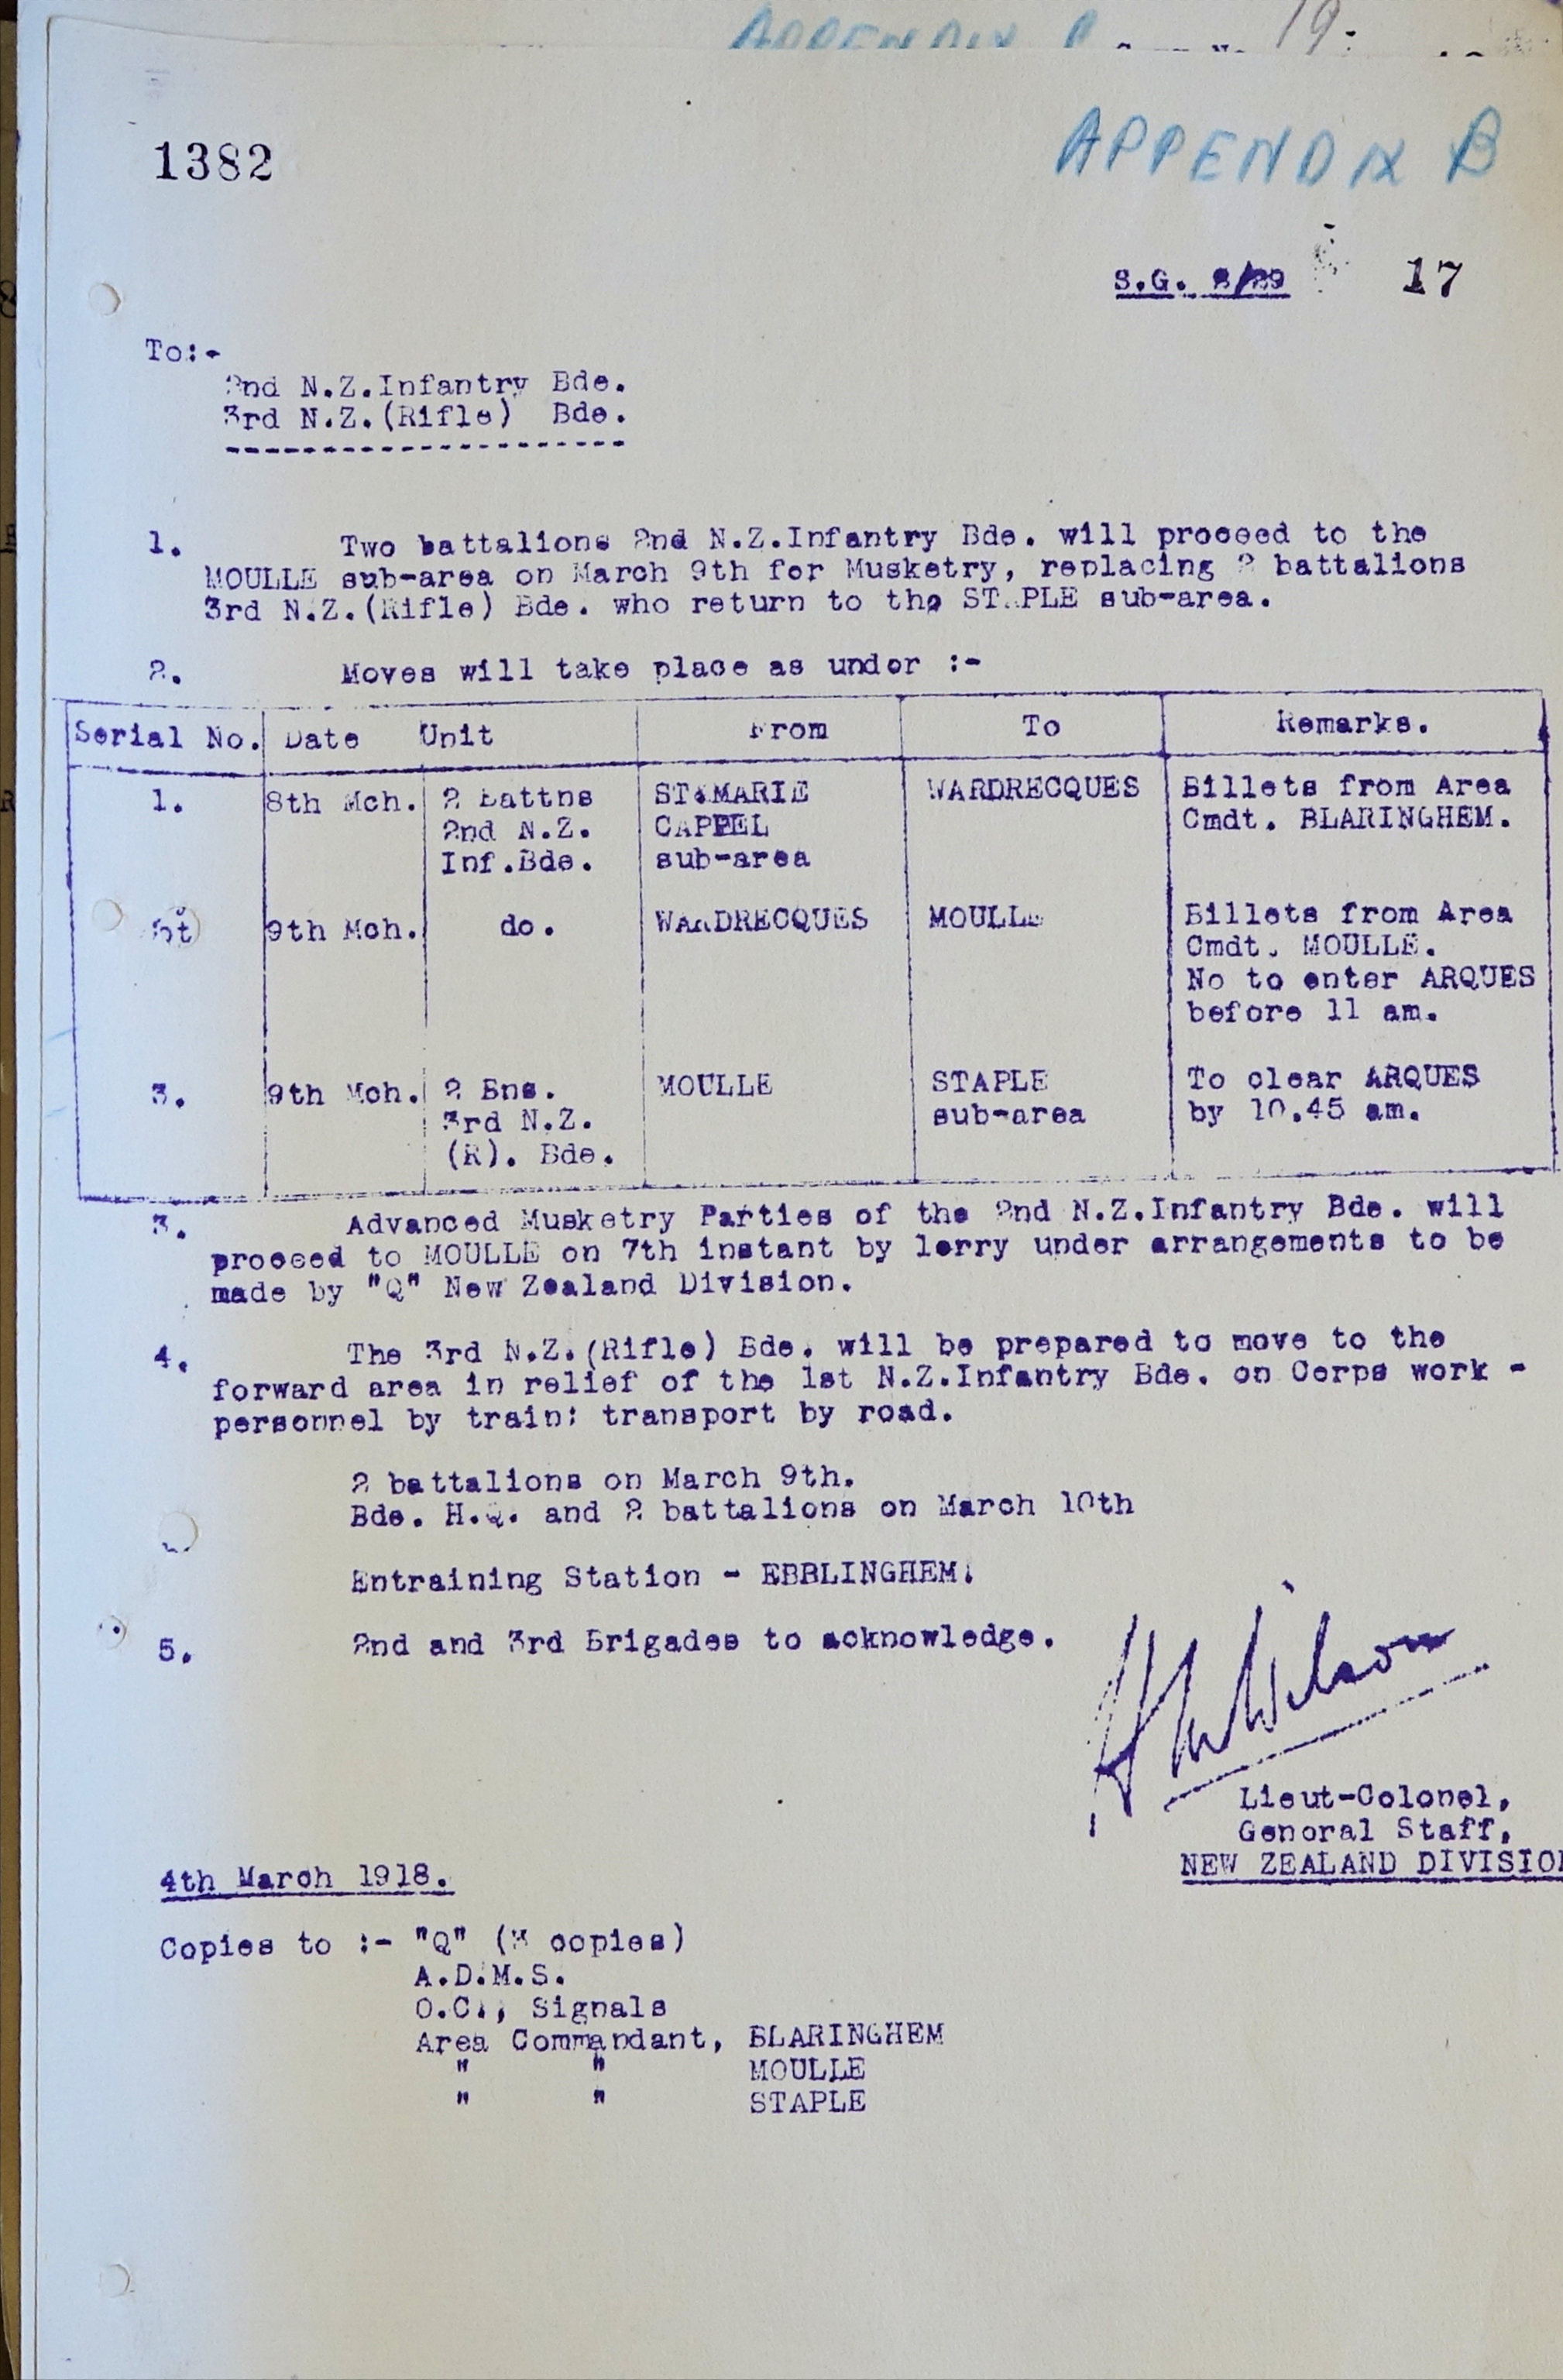 APPENDIX
19
1382
APPENDIX B
S.G. 17
To:-
2nd N.Z.Infantry Bde.
3rd N.Z.(Rifle) Bde.
----------------------
1. Two battalions 2nd N.Z.Infantry Bde. will proceed to the
MOULLE sub-area on March 9th for Musketry, replacing 2 battalions
3rd N.Z.(Rifle) Bde. who return to the STAPLE sub-area.
2. Moves will take place as under :-
Serial No. Date Unit From To Remarks.
1. 8th Mch. 2 battns ST.MARIE WARDRECQUES Billets from Area
2nd N.Z. CAPPEL Cmdt. BLARINGHEM.
Inf.Bde. sub-area
9th Mch. do. WARDRECQUES MOULLE Billets from Area
Cmdt. MOULLE.
No to enter ARQUES
before 11 am.
3. 9th Mch. 2 Bns. MOULLE STAPLE To clear ARQUES
3rd N.Z. sub-area by 10.45 am.
(R). Bde.
3. Advanced Musketry Parties of the 2nd N.Z.Infantry Bde. will
proceed to MOULLE on 7th instant by lorry under arrangements to be
made by "Q" New Zealand Division.
4. The 3rd N.Z.(Rifle) Bde. will be prepared to move to the
forward area in relief of the 1st N.Z.Infantry Bde. on Corps work -
personnel by train: transport by road.
2 battalions on March 9th.
Bde. H.Q. and 2 battalions on March 10th
Entraining Station - EBBLINGHEM.
5. 2nd and 3rd Brigades to acknowledge.
Wilson
Lieut-Colonel,
General Staff,
NEW ZEALAND DIVISION
4th March 1918.
Copies to :- "Q" (3 copies)
A.D.M.S.
O.C., Signals
Area Commandant, BLARINGHEM
" " MOULLE
" " STAPLE